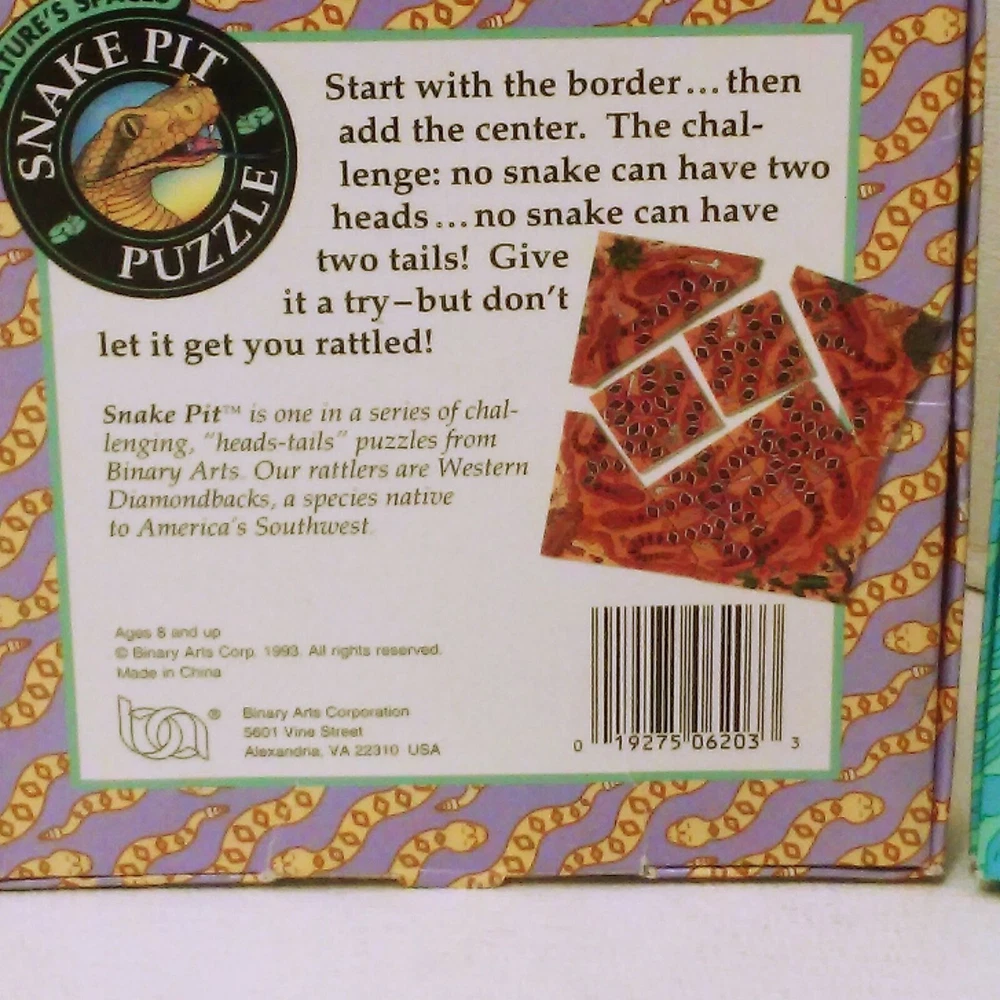 SNAKE PIT
PUZZLE
Start with the border...then
add the center. The chal-
lenge: no snake can have two
heads...no snake can have
two tails! Give
it a try–but don't
let it get you rattled!
Snake Pit™ is one in a series of chal-
lenging, "heads-tails" puzzles from
Binary Arts. Our rattlers are Western
Diamondbacks, a species native
to America's Southwest.
Ages 8 and up
© Binary Arts Corp. 1993. All rights reserved.
Made in China
Binary Arts Corporation
5601 Vine Street
Alexandria, VA 22310 USA
0 19275 06203 3